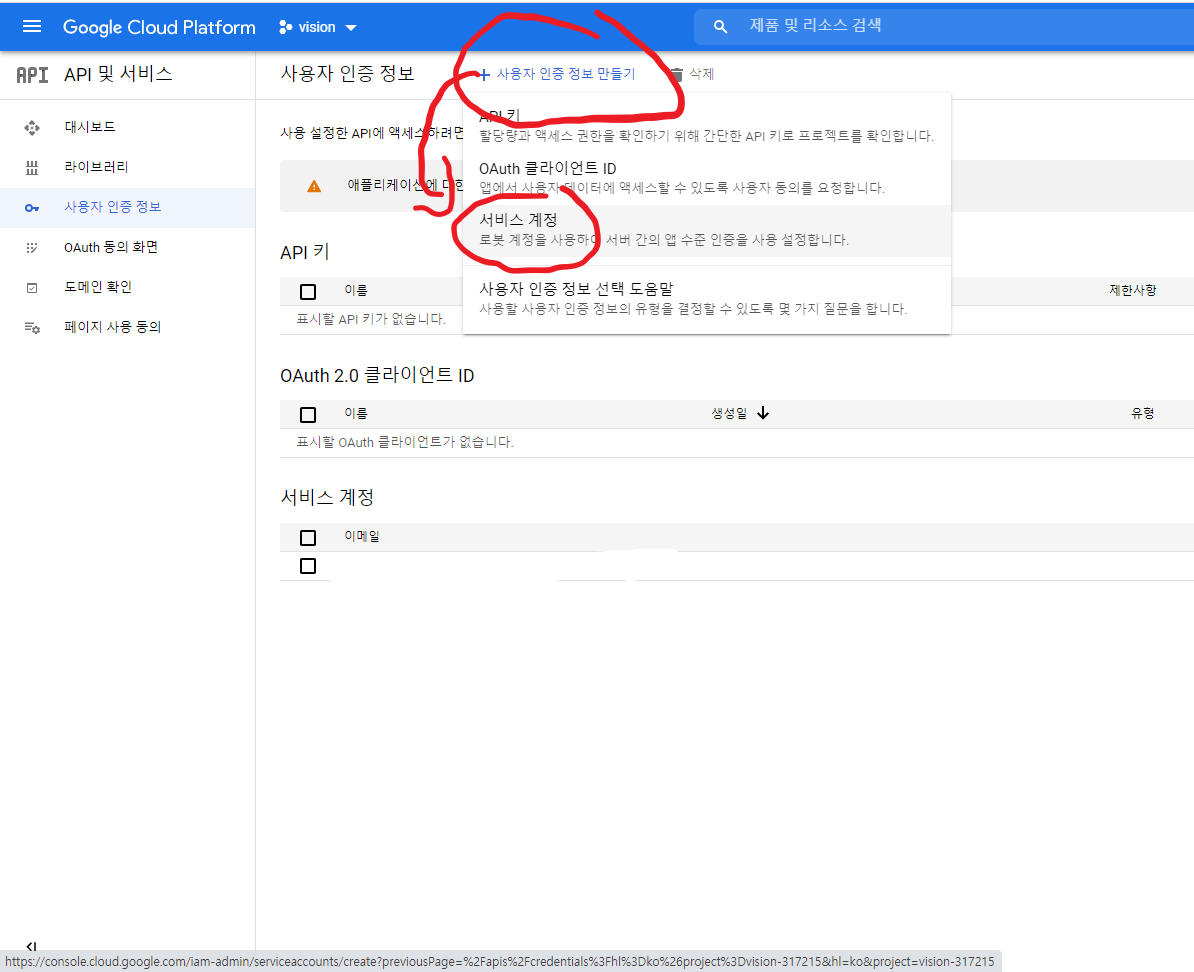 Google Cloud Platform
vision
제품 및 리소스 검색
API
API 및 서비스
사용자 인증 정보
+ 사용자 인증 정보 만들기
삭제
대시보드
라이브러리
사용자 인증 정보
OAuth 동의 화면
도메인 확인
페이지 사용 동의
사용 설정한 API에 액세스하려면
애플리케이션에 대한
API 키
할당량과 액세스 권한을 확인하기 위해 간단한 API 키로 프로젝트를 확인합니다.
OAuth 클라이언트 ID
앱에서 사용자 데이터에 액세스할 수 있도록 사용자 동의를 요청합니다.
서비스 계정
로봇 계정을 사용하여 서버 간의 앱 수준 인증을 사용 설정합니다.
사용자 인증 정보 선택 도움말
사용할 사용자 인증 정보의 유형을 결정할 수 있도록 몇 가지 질문을 합니다.
API 키
이름
제한사항
표시할 API 키가 없습니다.
OAuth 2.0 클라이언트 ID
이름
생성일
유형
표시할 OAuth 클라이언트가 없습니다.
서비스 계정
이메일
https://console.cloud.google.com/iam-admin/serviceaccounts/create?previousPage=%2Fapis%2Fcredentials%3Fhl%3Dko%26project%3Dvision-317215&hl=ko&project=vision-317215